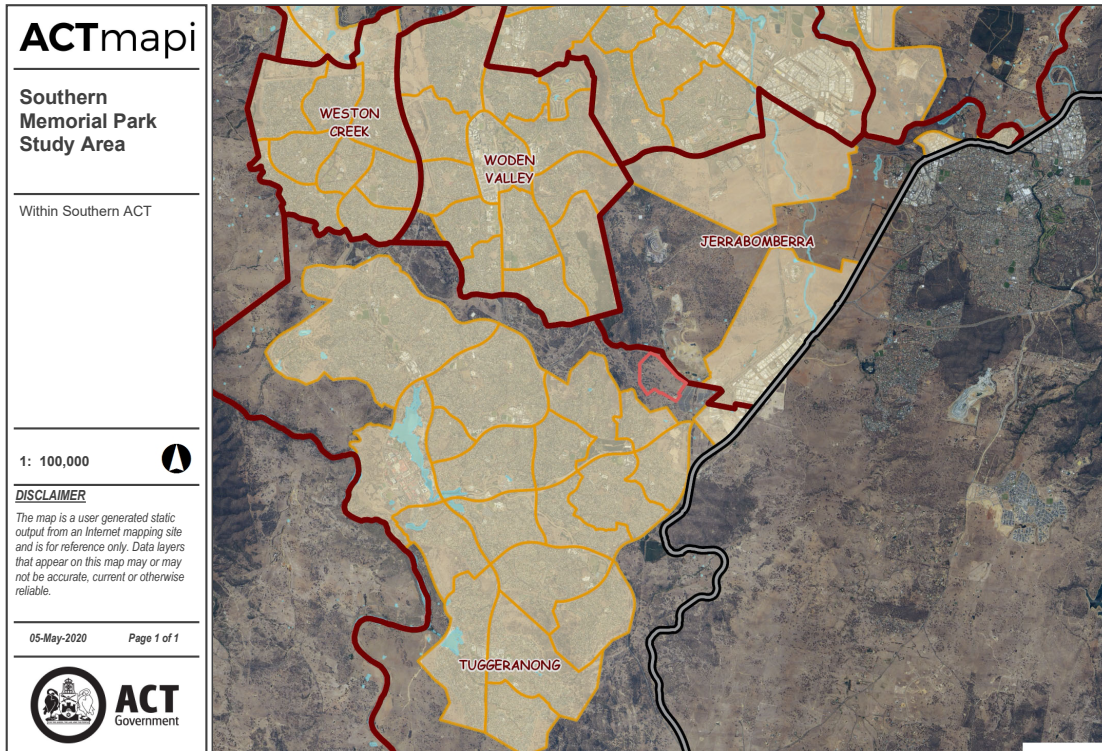 ACTmapi
Southern
Memorial Park
Study Area
Within Southern ACT
1: 100,000
DISCLAIMER
The map is a user generated static
output from an Internet mapping site
and is for reference only. Data layers
that appear on this map may or may
not be accurate, current or otherwise
reliable.
05-May-2020 Page 1 of 1
ACT
Government
WESTON
CREEK
WODEN
VALLEY
JERRABOMBERRA
TUGGERANONG